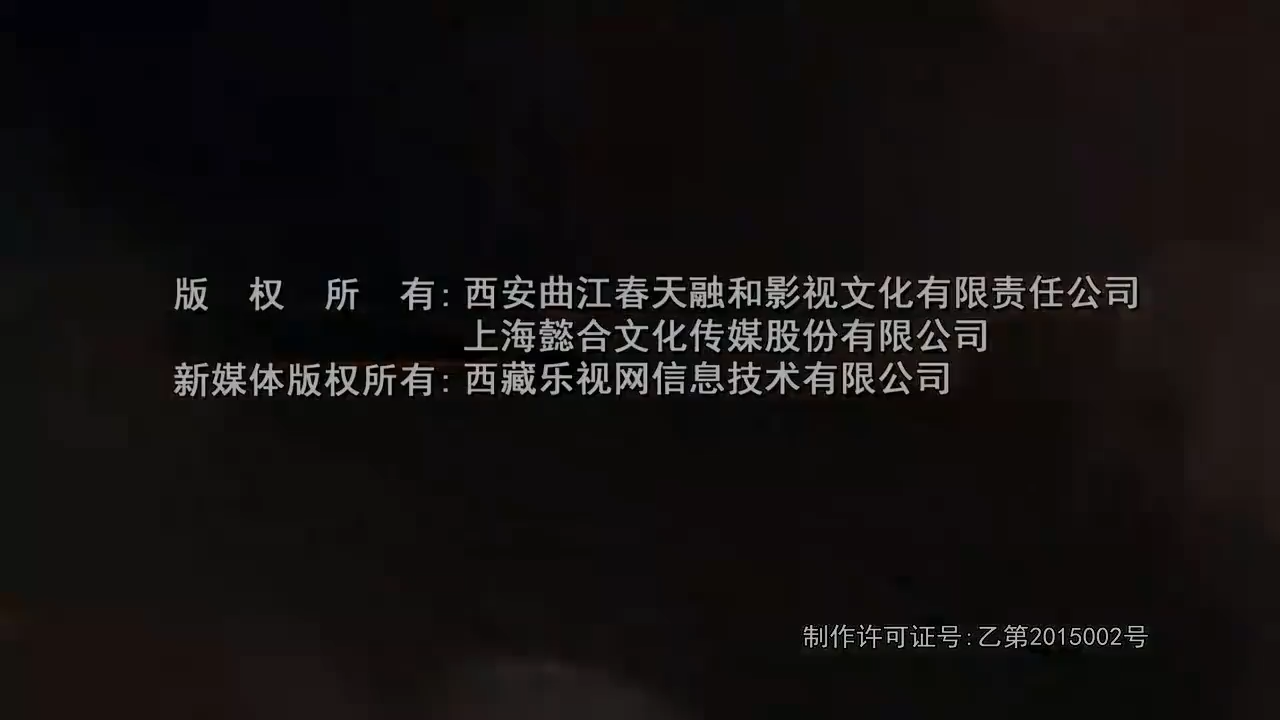 版 权 所 有: 西安曲江春天融和影视文化有限责任公司
上海懿合文化传媒股份有限公司
新媒体版权所有: 西藏乐视网信息技术有限公司
制作许可证号: 乙第2015002号